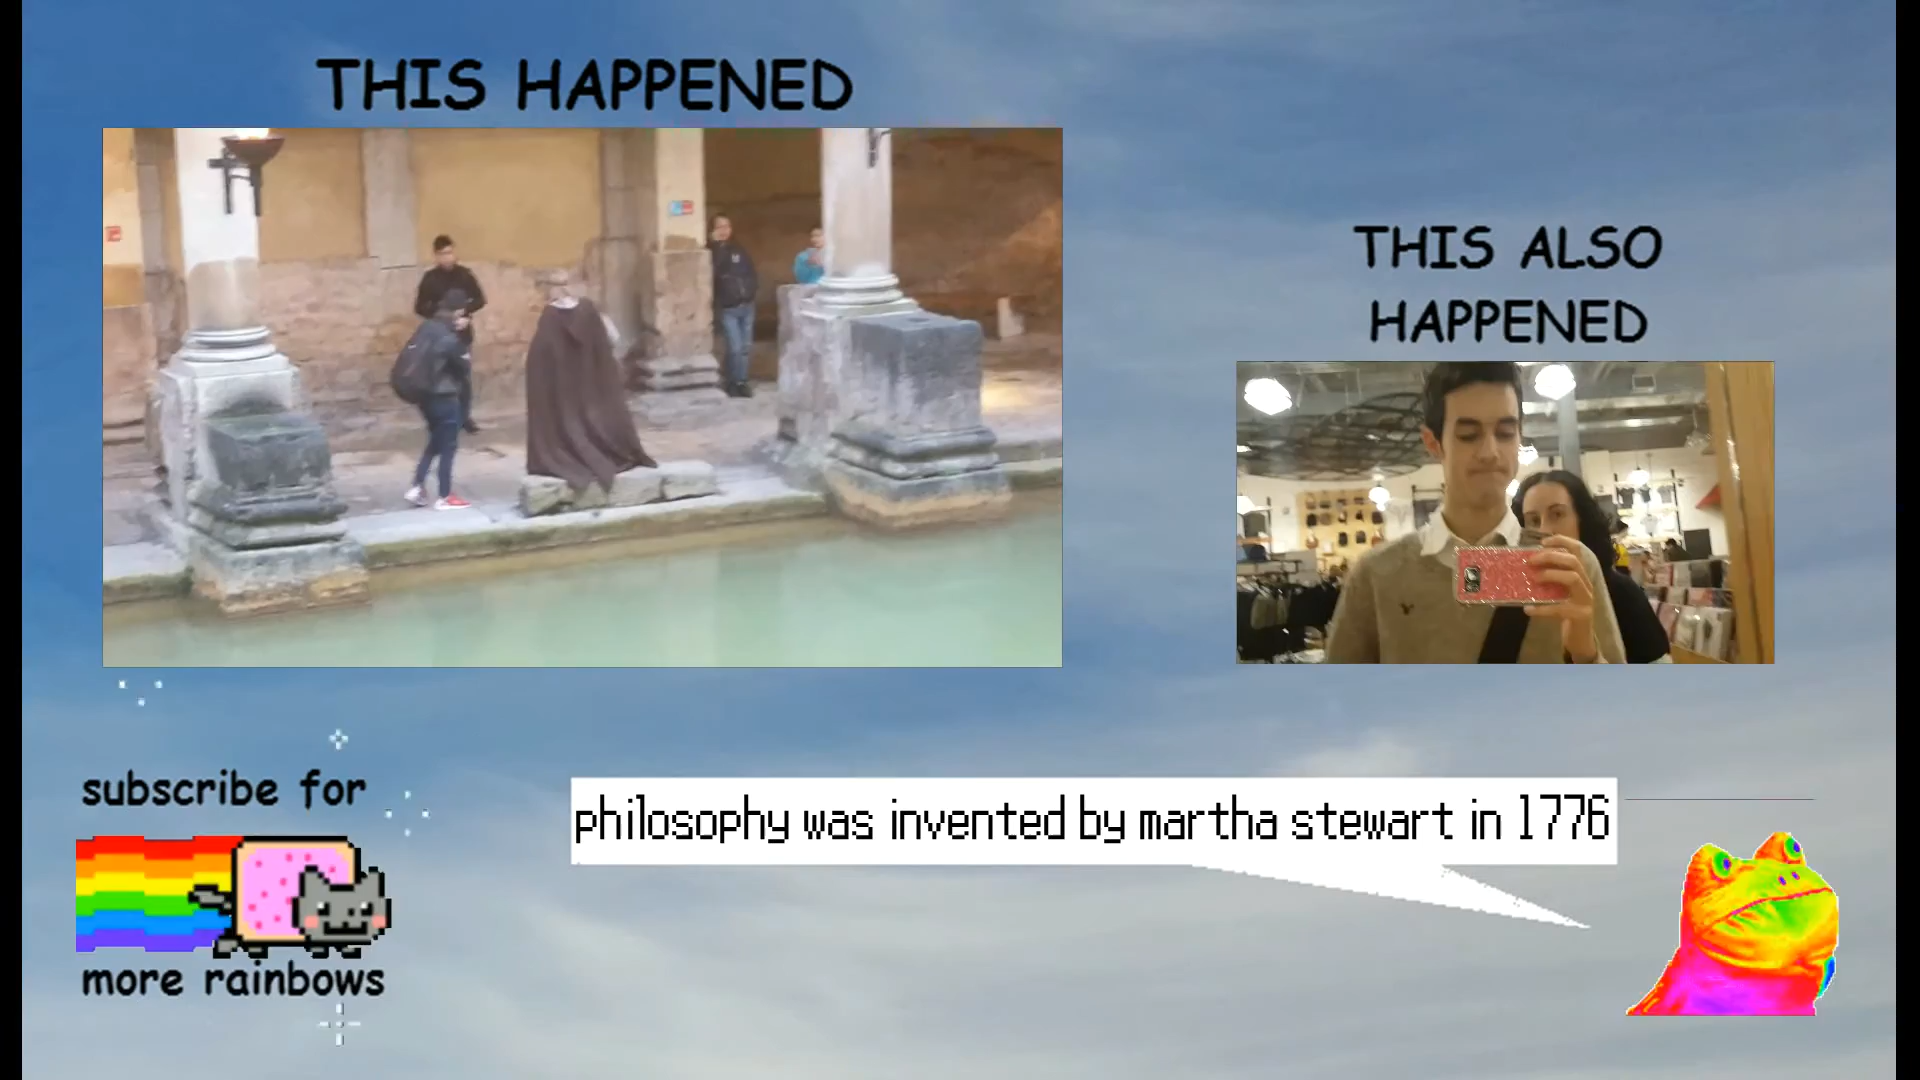 THIS HAPPENED
THIS ALSO
HAPPENED
subscribe for
more rainbows
philosophy was invented by martha stewart in 1776